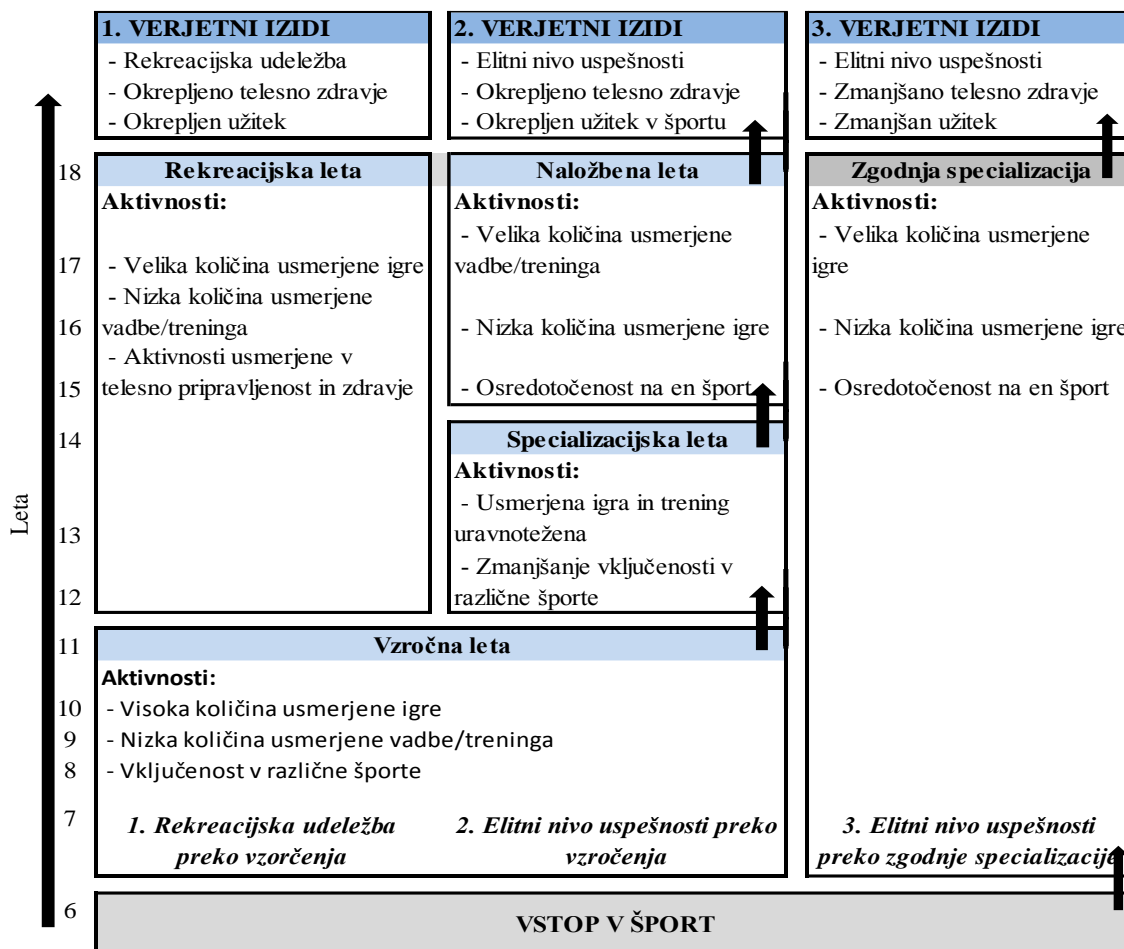 1. VERJETNI IZIDI
- Rekreacijska udeležba
- Okrepljeno telesno zdravje
- Okrepljen užitek
2. VERJETNI IZIDI
- Elitni nivo uspešnosti
- Okrepljeno telesno zdravje
- Okrepljen užitek v športu
3. VERJETNI IZIDI
- Elitni nivo uspešnosti
- Zmanjšano telesno zdravje
- Zmanjšan užitek
Leta
18
17
16
15
14
13
12
11
10
9
8
7
6
Rekreacijska leta
Aktivnosti:
- Velika količina usmerjene igre
- Nizka količina usmerjene
vadbe/treninga
- Aktivnosti usmerjene v
telesno pripravljenost in zdravje
Naložbena leta
Aktivnosti:
- Velika količina usmerjene
vadbe/treninga
- Nizka količina usmerjene igre
- Osredotočenost na en šport
Specializacijska leta
Aktivnosti:
- Usmerjena igra in trening
uravnotežena
- Zmanjšanje vključenosti v
različne športe
Zgodnja specializacija
Aktivnosti:
- Velika količina usmerjene
igre
- Nizka količina usmerjene igre
- Osredotočenost na en šport
Vzročna leta
Aktivnosti:
- Visoka količina usmerjene igre
- Nizka količina usmerjene vadbe/treninga
- Vključenost v različne športe
1. Rekreacijska udeležba
preko vzorčenja
2. Elitni nivo uspešnosti preko
vzročenja
3. Elitni nivo uspešnosti
preko zgodnje specializacije
VSTOP V ŠPORT